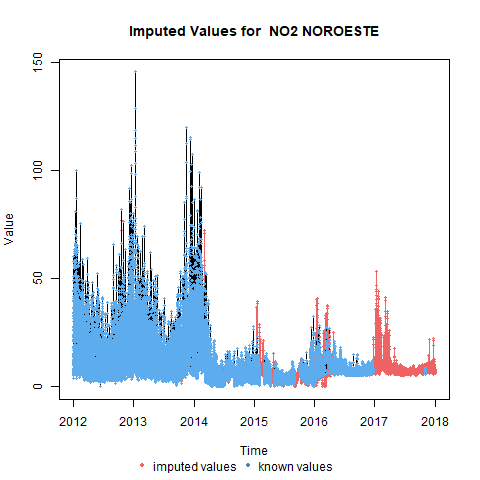 Imputed Values for  NO2 NOROESTE
Value
150
100
50
0
2012 2013 2014 2015 2016 2017 2018
Time
imputed values known values